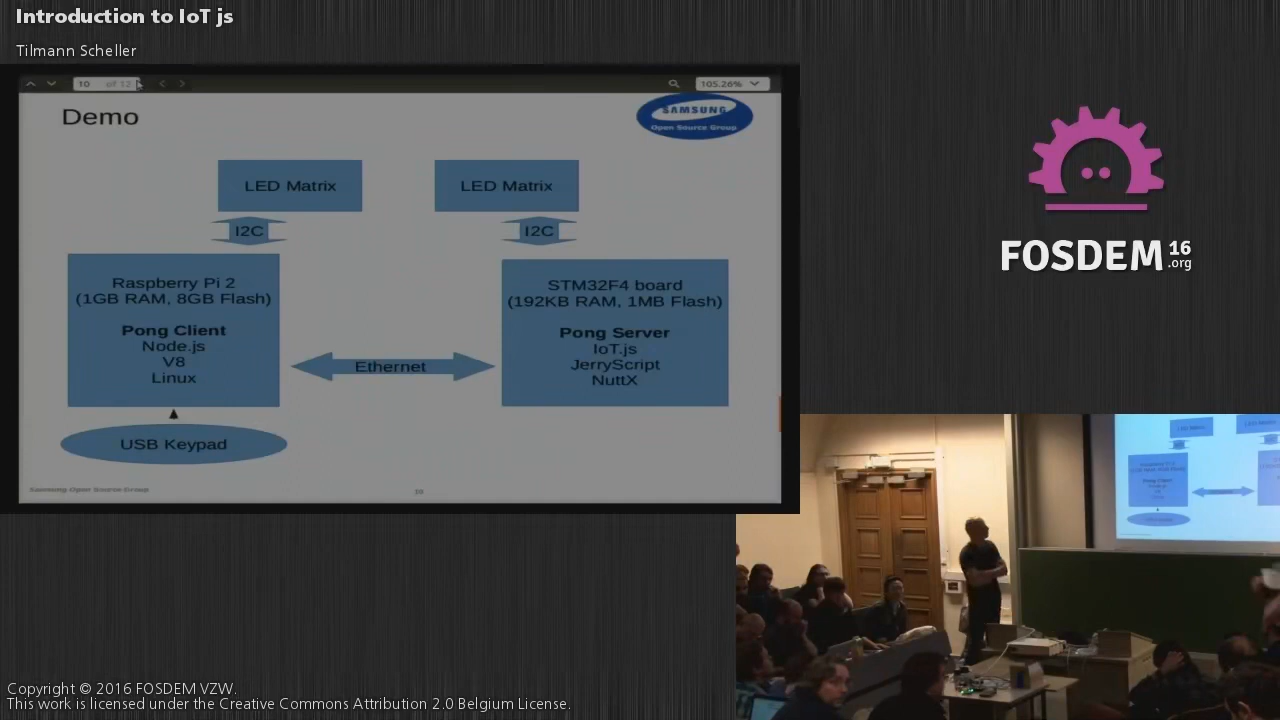 Introduction to IoT js
Tilmann Scheller
10 of 12
105.26%
Demo
SAMSUNG
Open Source Group
LED Matrix
LED Matrix
I2C
I2C
Raspberry Pi 2
(1GB RAM, 8GB Flash)
Pong Client
Node.js
V8
Linux
STM32F4 board
(192KB RAM, 1MB Flash)
Pong Server
IoT.js
JerryScript
NuttX
Ethernet
USB Keypad
Samsung Open Source Group
10
FOSDEM 16
.org
Copyright © 2016 FOSDEM VZW.
This work is licensed under the Creative Commons Attribution 2.0 Belgium License.